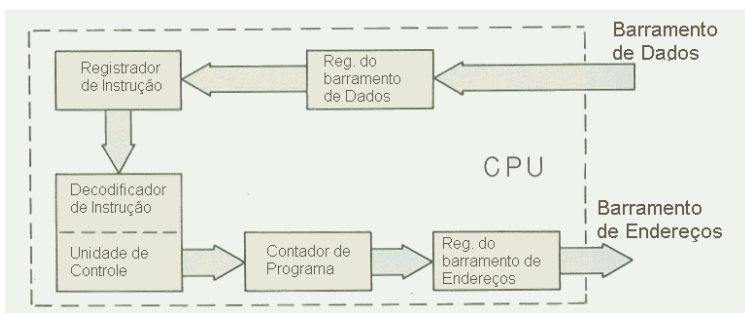 Barramento
de Dados
Registrador
de Instrução
Reg. do
barramento
de Dados
CPU
Decodificador
de Instrução
Unidade de
Controle
Contador de
Programa
Reg. do
barramento de
Endereços
Barramento
de Endereços